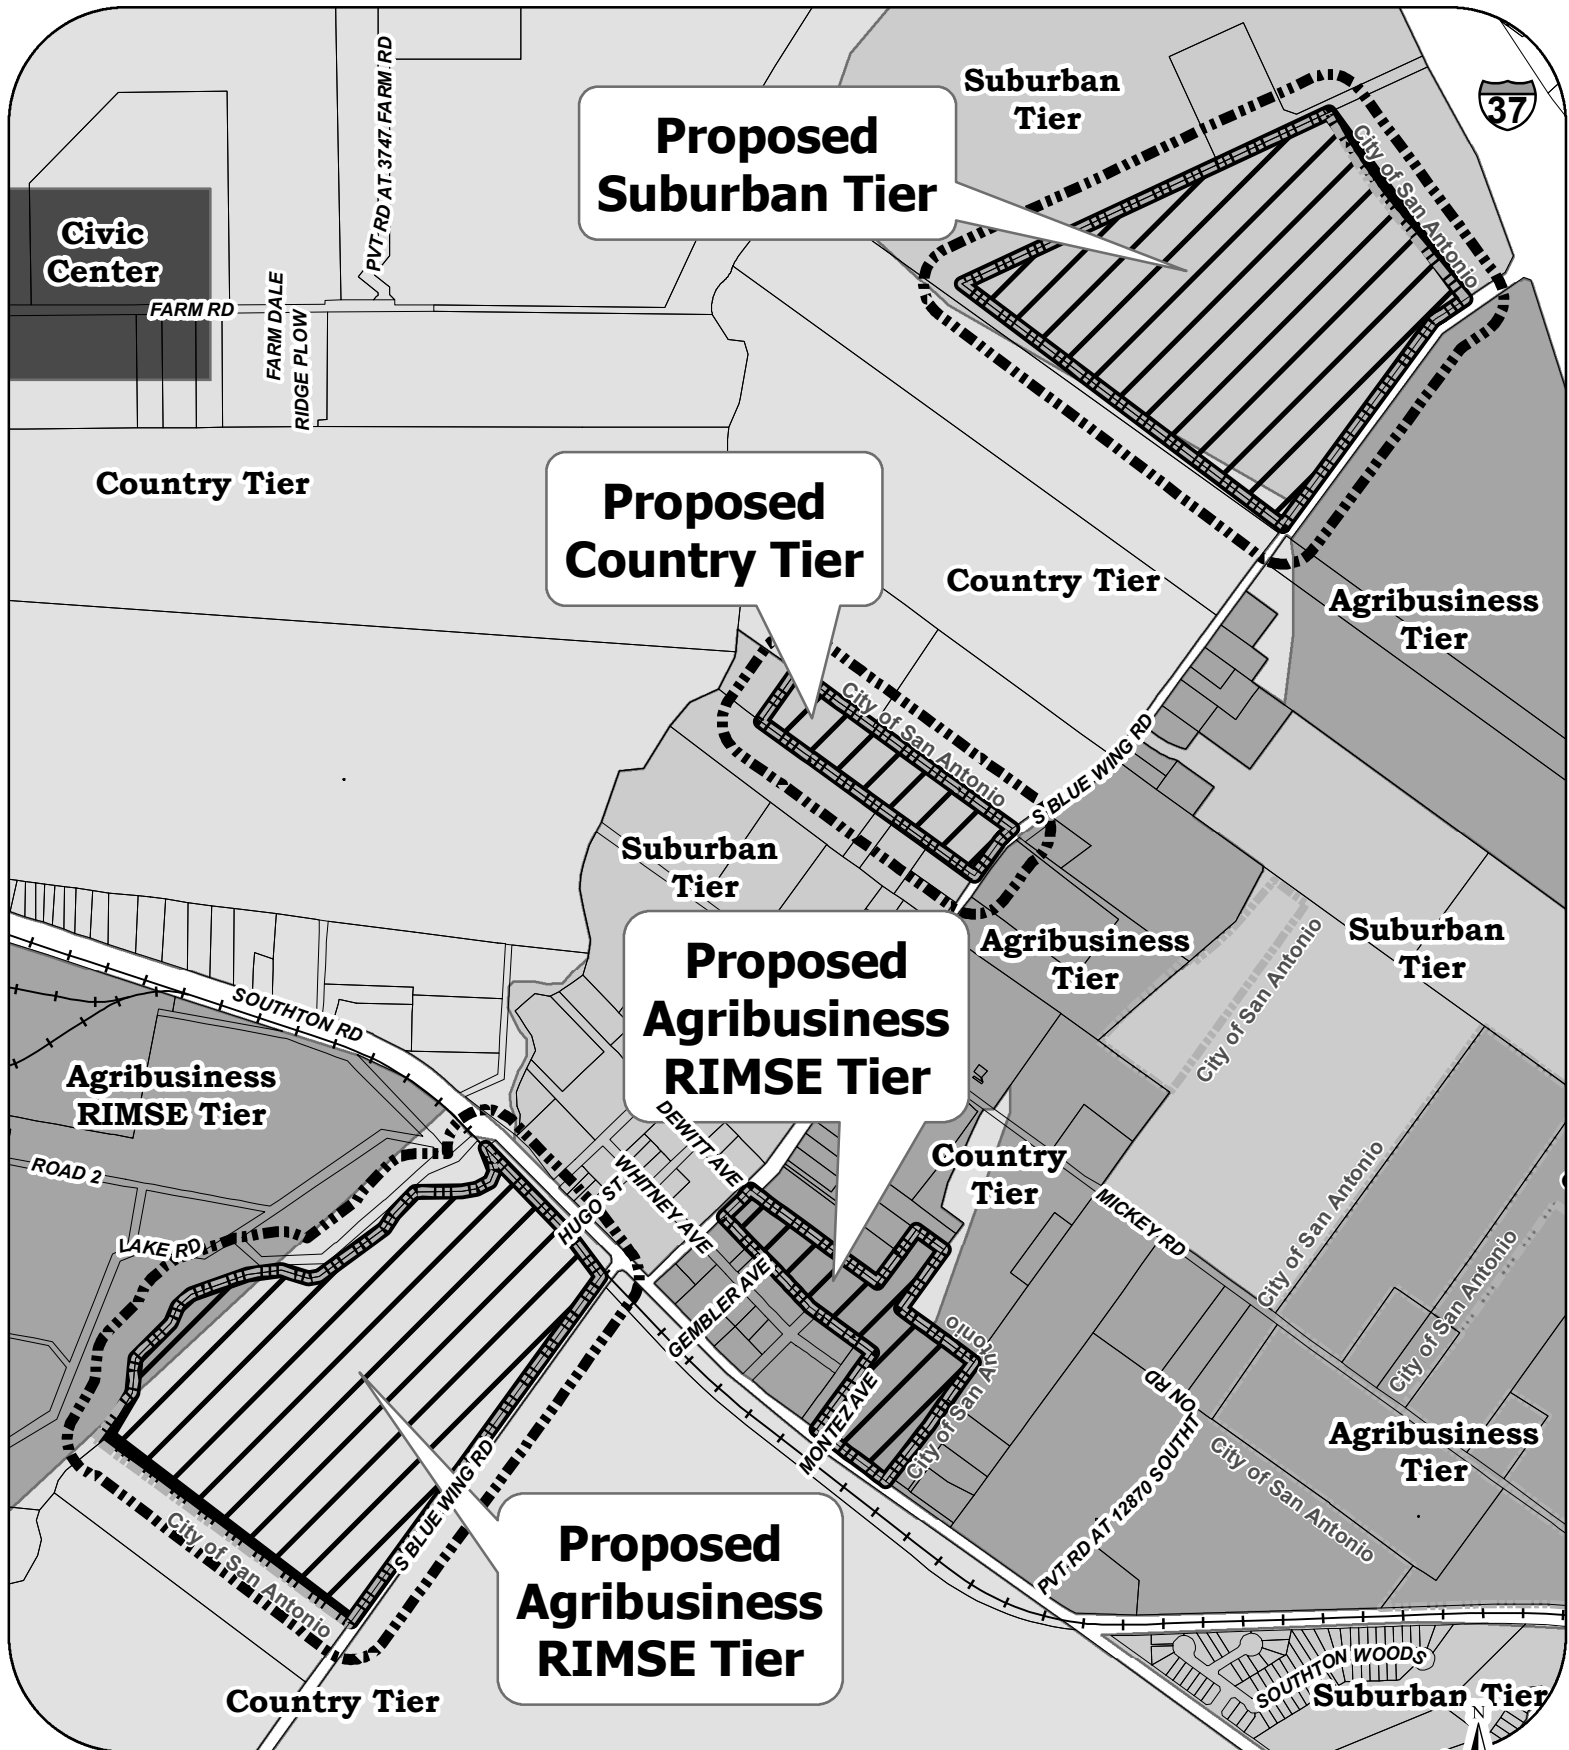 Suburban
Tier
37
Proposed
Suburban Tier
City of San Antonio
PVT RD AT 3747 FARM RD
Civic
Center
FARM RD
FARM DALE
RIDGE PLOW
Country Tier
Proposed
Country Tier
Country Tier
Agribusiness
Tier
City of San Antonio
S BLUE WING RD
Suburban
Tier
Proposed
Agribusiness
RIMSE Tier
Agribusiness
Tier
Suburban
Tier
City of San Antonio
SOUTHTON RD
Agribusiness
RIMSE Tier
ROAD 2
LAKE RD
DEWITT AVE
WHITNEY AVE
HUGO ST
GEMBLER AVE
MONTEZ AVE
Country
Tier
MICKEY RD
City of San Antonio
City of San Antonio
City of San Antonio
PVT RD AT 12870 SOUTHTON RD
City of San Antonio
Agribusiness
Tier
S BLUE WING RD
City of San Antonio
Proposed
Agribusiness
RIMSE Tier
Country Tier
SOUTHTON WOODS
Suburban Tier
N